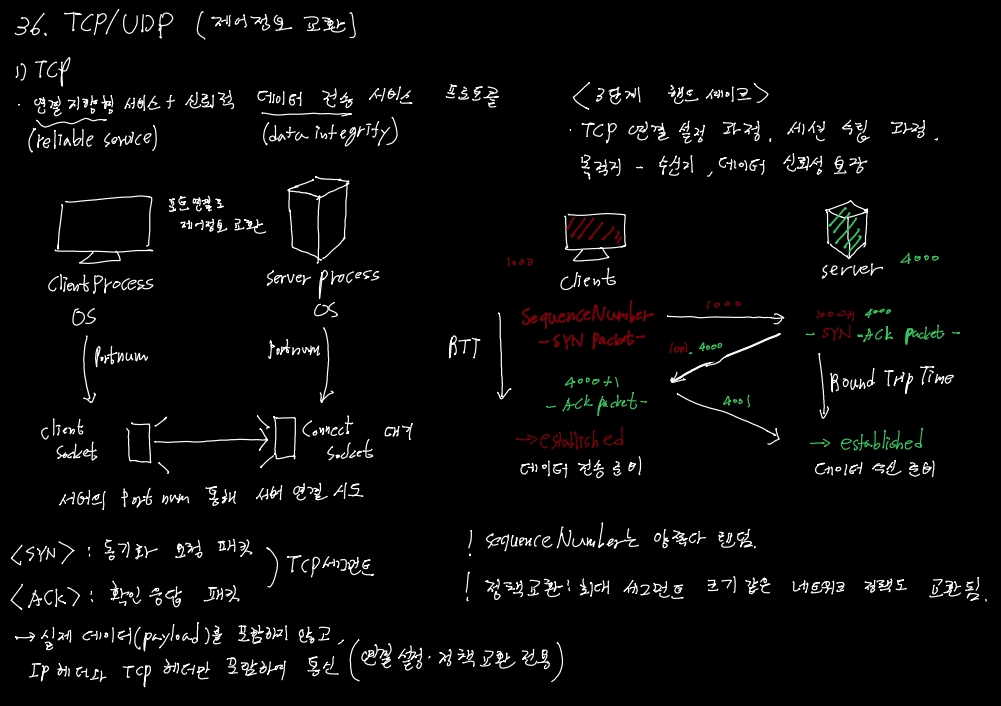 36. TCP/UDP (제어정보 교환)
1) TCP
· 연결지향형 서비스 + 신뢰적 데이터 전송 서비스 프로토콜
(reliable service) (data integrify)
포트 연결로
제어정보 교환
Client Process
OS
Server process
OS
Portnum
Portnum
Client
Socket
Connect
Socket
대기
서버의 Port num 통해 서버 연결 시도
<SYN> : 동기화 요청 패킷
<ACK> : 확인 응답 패킷
TCP 세그먼트
→ 실제 데이터(payload)를 포함하지 않고,
IP 헤더와 TCP 헤더만 포함하여 통신 (연결설정·정책교환 전용)
<3단계 핸드셰이크>
· TCP 연결 설정 과정, 세션 수립 과정.
목적지 - 수신지, 데이터 신뢰성 보장
1000
Client
server
4000
SequenceNumber
- SYN Packet -
1000
1000+1 4000
- SYN - ACK packet -
RTT
1001, 4000
4000+1
- ACK packet -
4001
Round Trip Time
→ established
데이터 전송 준비
→ established
데이터 수신 준비
! sequence Number는 양쪽다 랜덤.
! 정책교환 : 최대 세그먼트 크기 같은 네트워크 정책도 교환됨.